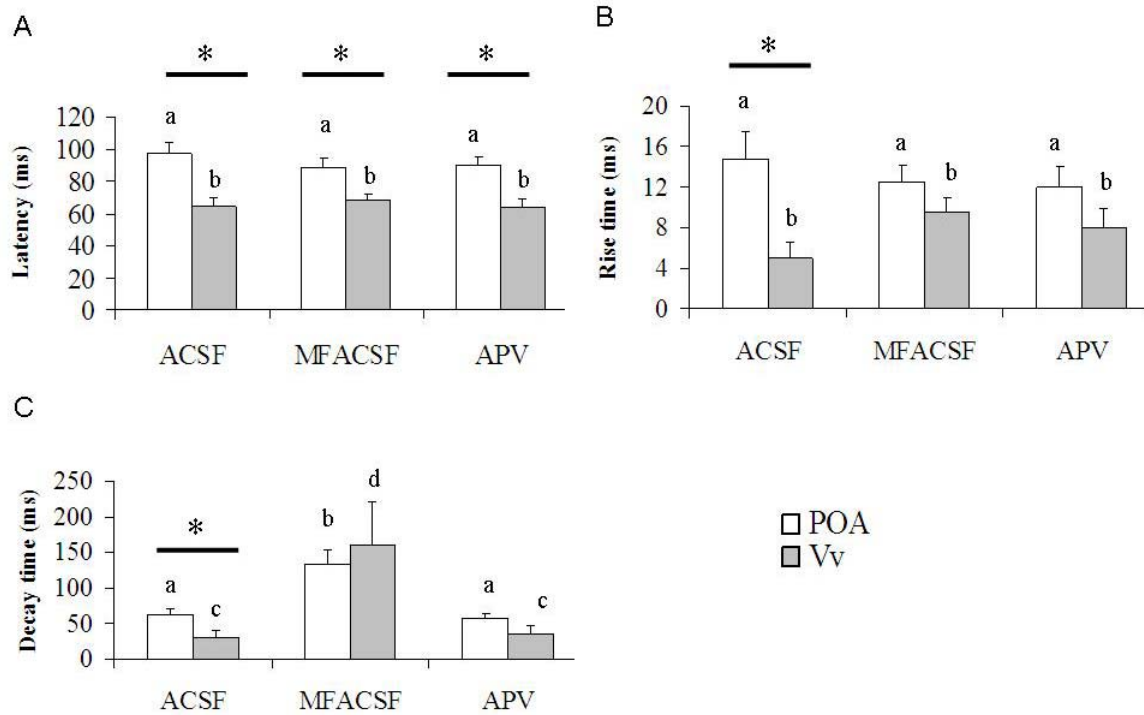 A
* * *
120
100
80
60
40
20
0
Latency (ms)
a b a b a b
ACSF MFACSF APV
B
*
20
16
12
8
4
0
Rise time (ms)
a b a b a b
ACSF MFACSF APV
C
*
250
200
150
100
50
0
Decay time (ms)
a c b d a c
ACSF MFACSF APV
POA
Vv